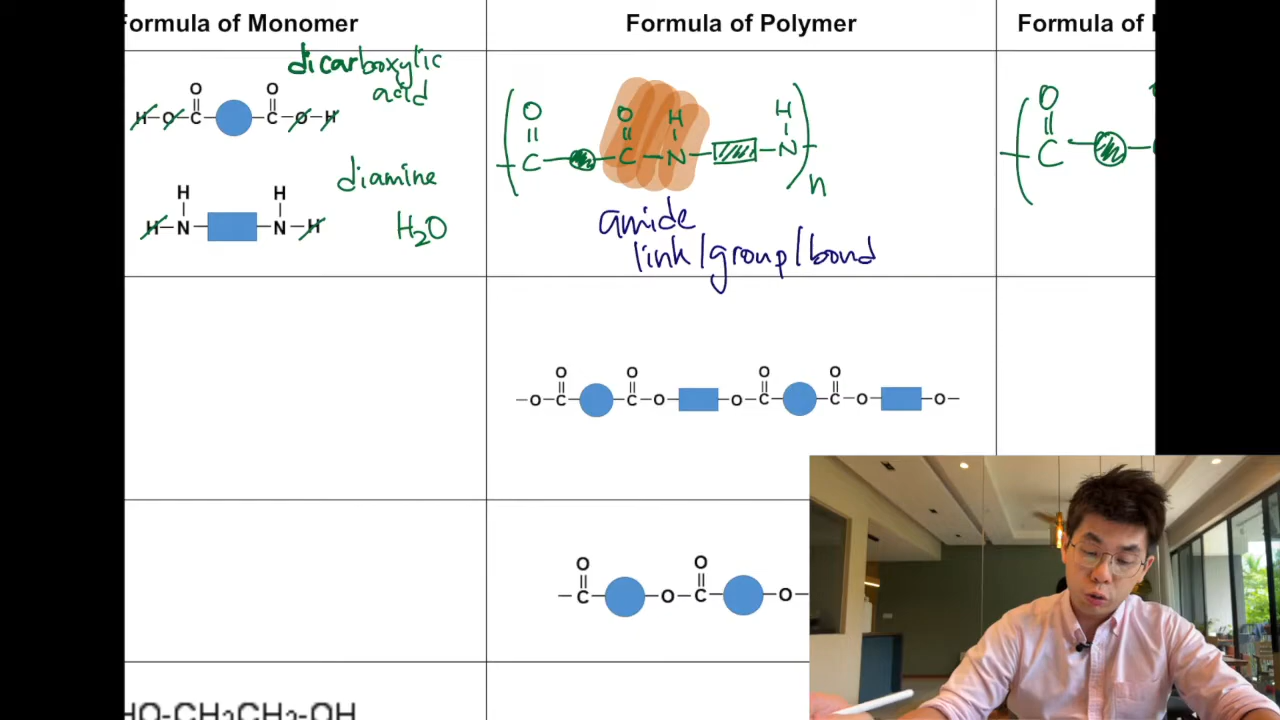 Formula of Monomer
Formula of Polymer
Formula of
dicarboxylic
acid
O O
H-O-C- -C-O-H
diamine
H H
H-N- -N-H
H₂O
O O H H
C C-N N n
amide
link/group/bond
O
C
O O O O
-O-C- -C-O- -O-C- -C-O- -O-
O O
-C- -O-C- -O-
HO-CH2CH2-OH